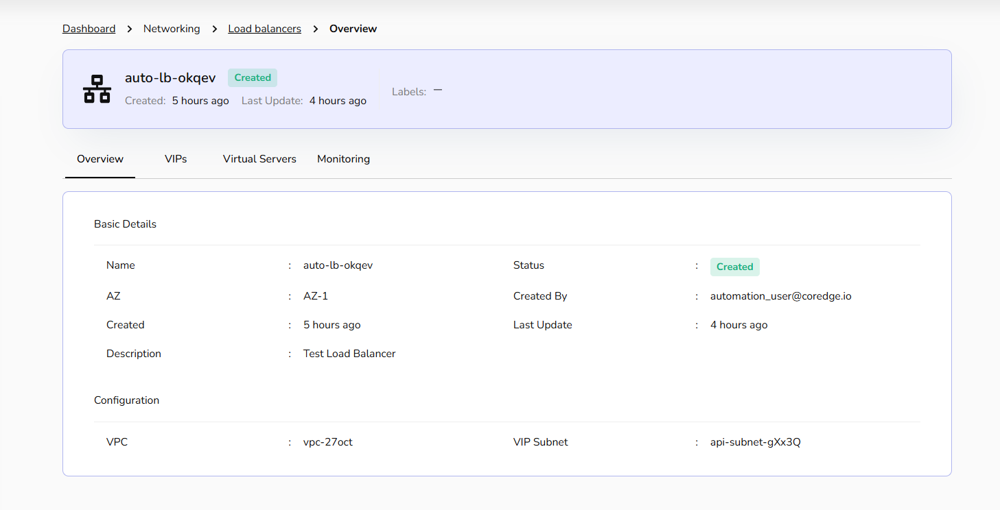 Dashboard > Networking > Load balancers > Overview
auto-lb-okqev Created
Created: 5 hours ago Last Update: 4 hours ago
Labels: —
Overview VIPs Virtual Servers Monitoring
Basic Details
Name : auto-lb-okqev Status : Created
AZ : AZ-1 Created By : automation_user@coredge.io
Created : 5 hours ago Last Update : 4 hours ago
Description : Test Load Balancer
Configuration
VPC : vpc-27oct VIP Subnet : api-subnet-gXx3Q